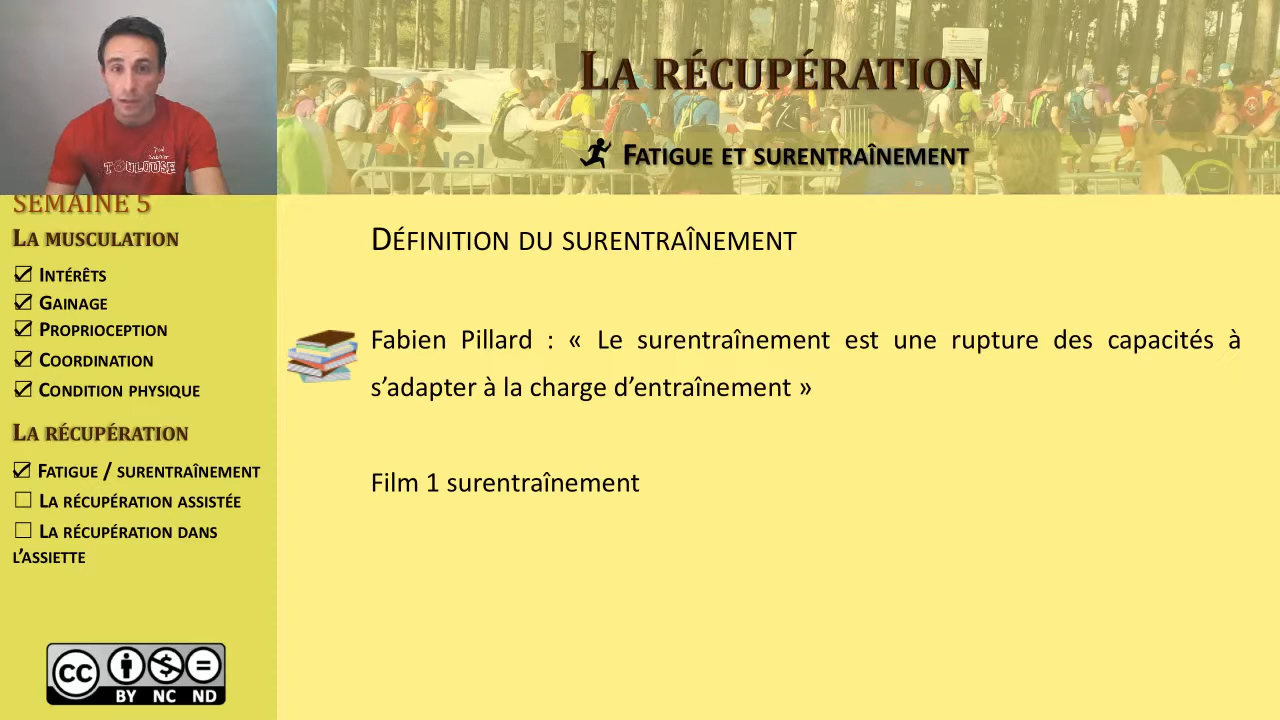 LA RÉCUPÉRATION
FATIGUE ET SURENTRAÎNEMENT
TOULOUSE
SEMAINE 5
LA MUSCULATION
☑ INTÉRÊTS
☑ GAINAGE
☑ PROPRIOCEPTION
☑ COORDINATION
☑ CONDITION PHYSIQUE
LA RÉCUPÉRATION
☑ FATIGUE / SURENTRAÎNEMENT
☐ LA RÉCUPÉRATION ASSISTÉE
☐ LA RÉCUPÉRATION DANS
L’ASSIETTE
cc
BY NC ND
DÉFINITION DU SURENTRAÎNEMENT
Fabien Pillard : « Le surentraînement est une rupture des capacités à
s’adapter à la charge d’entraînement »
Film 1 surentraînement